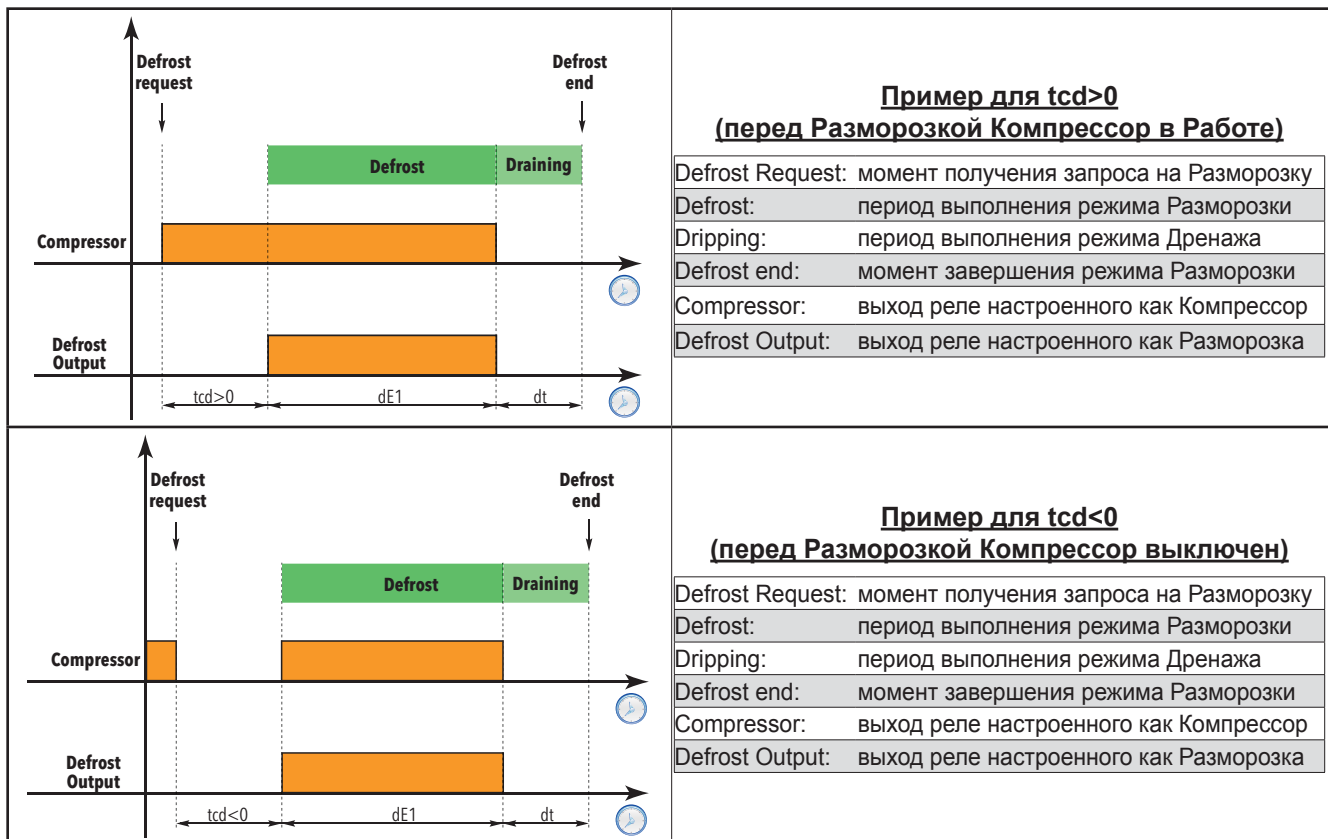 Defrost
request
Defrost
end
Defrost
Draining
Compressor
Defrost
Output
tcd>0
dE1
dt
Пример для tcd>0
(перед Разморозкой Компрессор в Работе)
Defrost Request: момент получения запроса на Разморозку
Defrost: период выполнения режима Разморозки
Dripping: период выполнения режима Дренажа
Defrost end: момент завершения режима Разморозки
Compressor: выход реле настроенного как Компрессор
Defrost Output: выход реле настроенного как Разморозка
Defrost
request
Defrost
end
Defrost
Draining
Compressor
Defrost
Output
tcd<0
dE1
dt
Пример для tcd<0
(перед Разморозкой Компрессор выключен)
Defrost Request: момент получения запроса на Разморозку
Defrost: период выполнения режима Разморозки
Dripping: период выполнения режима Дренажа
Defrost end: момент завершения режима Разморозки
Compressor: выход реле настроенного как Компрессор
Defrost Output: выход реле настроенного как Разморозка